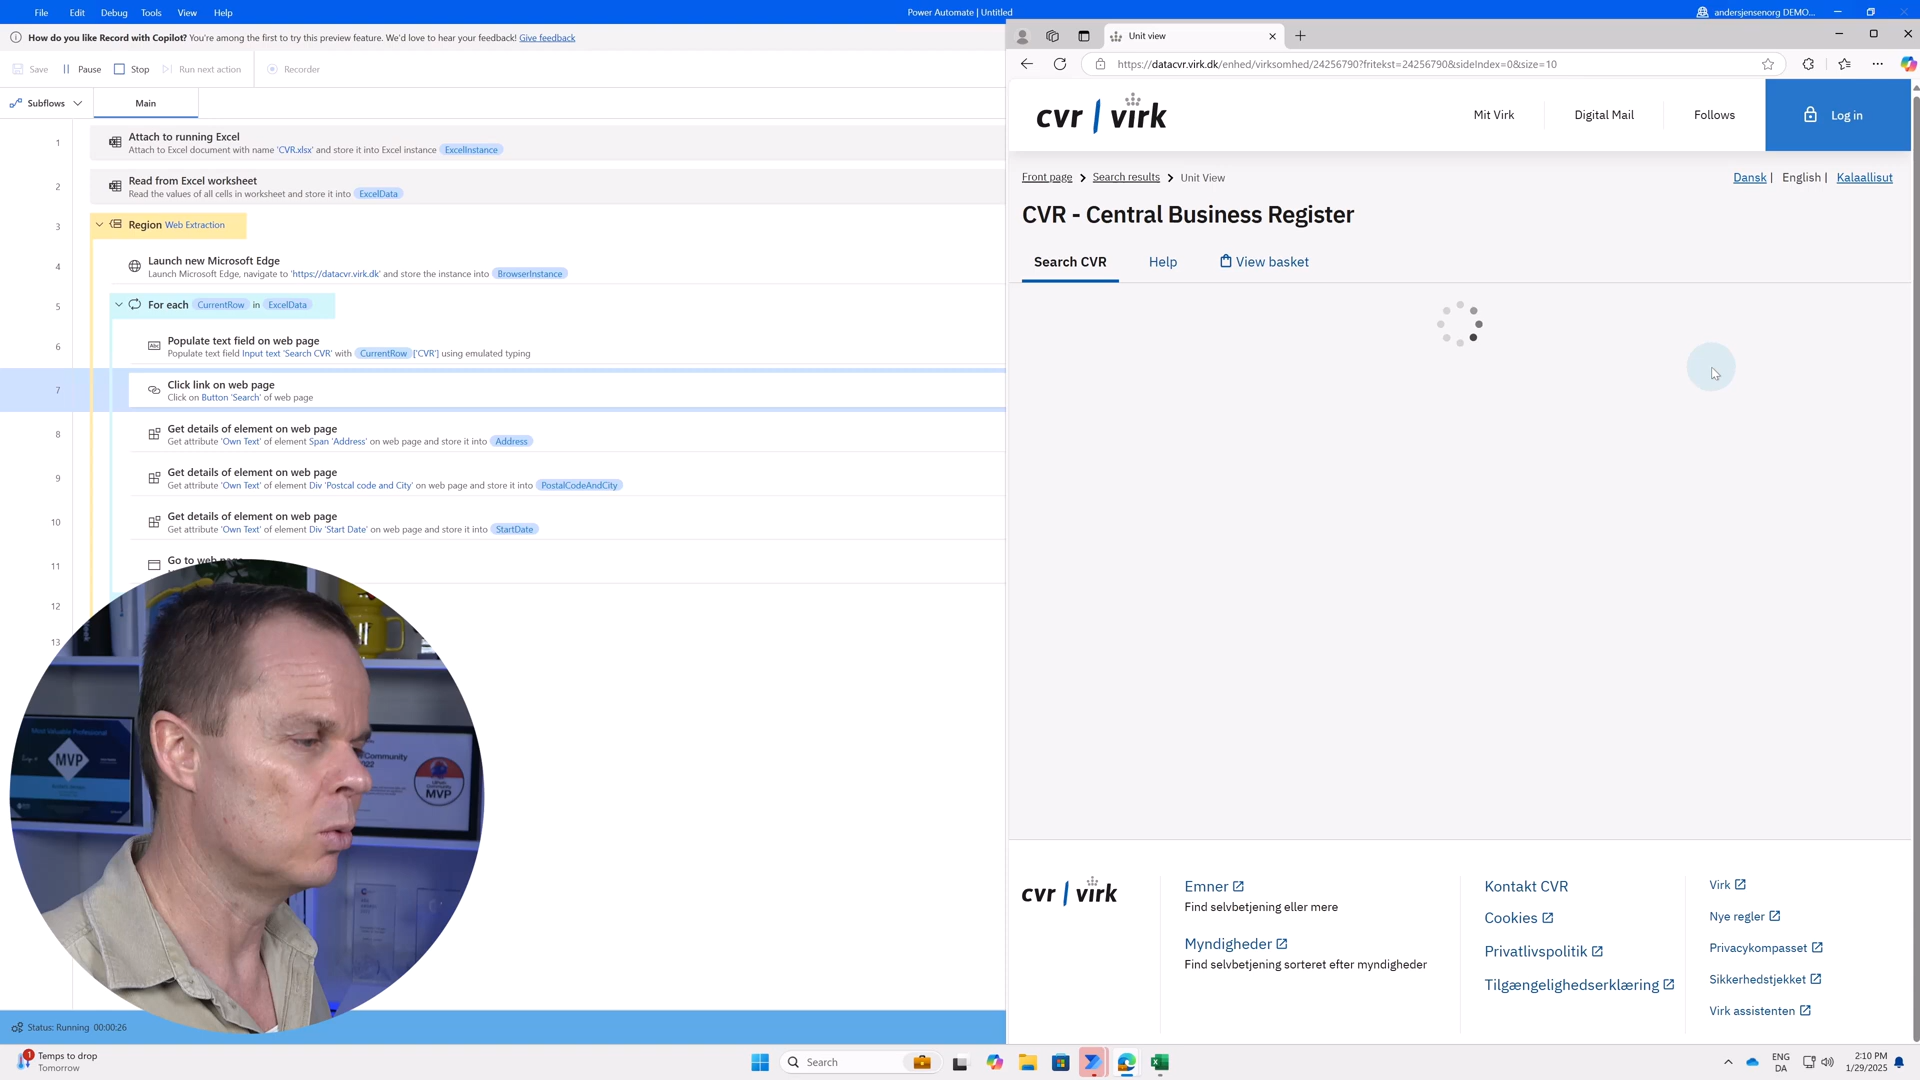 File Edit Debug Tools View Help
Power Automate | Untitled
andersjensenorg DEMO...
How do you like Record with Copilot? You're among the first to try this preview feature. We'd love to hear your feedback! Give feedback
Save Pause Stop Run next action Recorder
Subflows Main
1 Attach to running Excel
Attach to Excel document with name 'CVR.xlsx' and store it into Excel instance ExcelInstance
2 Read from Excel worksheet
Read the values of all cells in worksheet and store it into ExcelData
3 Region Web Extraction
4 Launch new Microsoft Edge
Launch Microsoft Edge, navigate to 'https://datacvr.virk.dk' and store the instance into BrowserInstance
5 For each CurrentRow in ExcelData
6 Populate text field on web page
Populate text field Input text 'Search CVR' with CurrentRow ['CVR'] using emulated typing
7 Click link on web page
Click on Button 'Search' of web page
8 Get details of element on web page
Get attribute 'Own Text' of element Span 'Address' on web page and store it into Address
9 Get details of element on web page
Get attribute 'Own Text' of element Div 'Postcal code and City' on web page and store it into PostalCodeAndCity
10 Get details of element on web page
Get attribute 'Own Text' of element Div 'Start Date' on web page and store it into StartDate
11 Go to web page
12
13
Most Valuable Professional
MVP
Community
MVP
Status: Running 00:00:26
Unit view
https://datacvr.virk.dk/enhed/virksomhed/24256790?fritekst=24256790&sideIndex=0&size=10
cvr | virk
Mit Virk Digital Mail Follows Log in
Front page Search results Unit View
Dansk | English | Kalaallisut
CVR - Central Business Register
Search CVR Help View basket
cvr | virk
Emner
Find selvbetjening eller mere
Myndigheder
Find selvbetjening sorteret efter myndigheder
Kontakt CVR
Cookies
Privatlivspolitik
Tilgængelighedserklæring
Virk
Nye regler
Privacykompasset
Sikkerhedstjekket
Virk assistenten
1
Temps to drop
Tomorrow
Search
ENG
DA
2:10 PM
1/29/2025